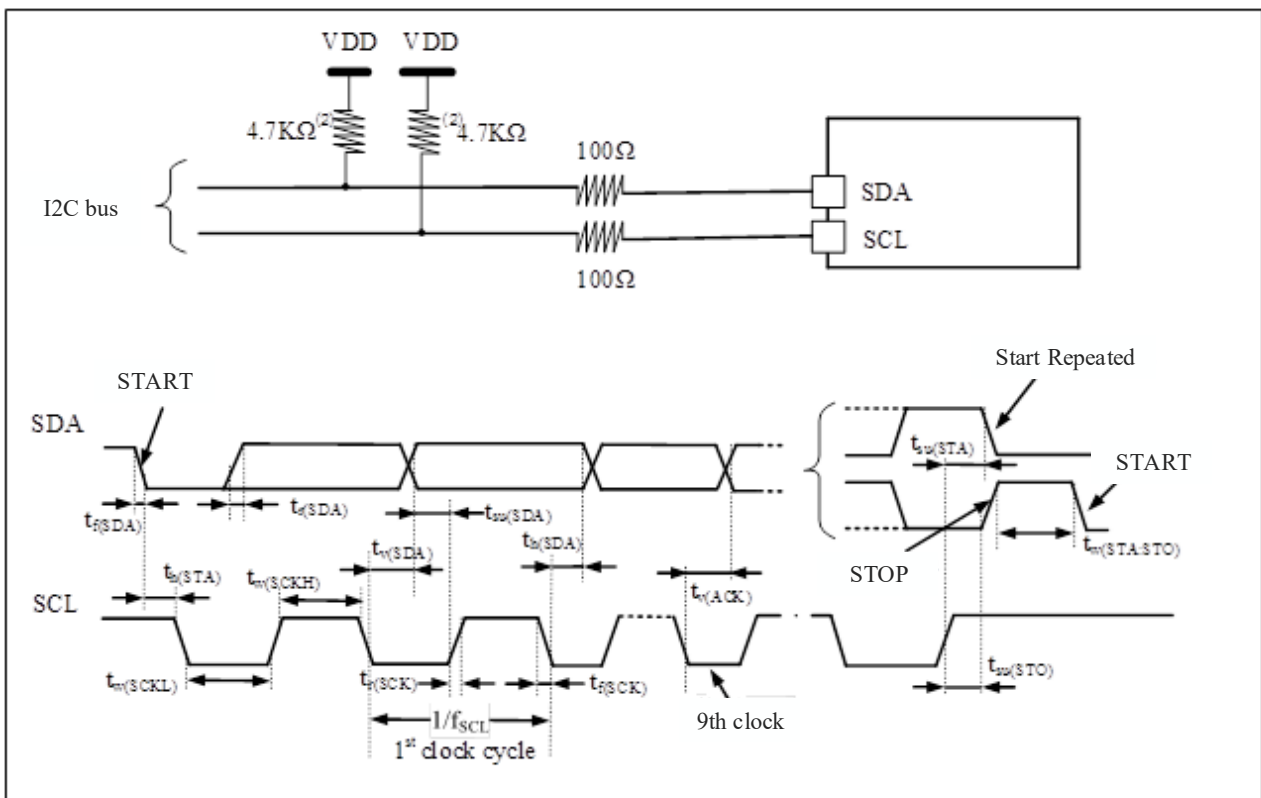 VDD VDD
4.7KΩ(2) (2)4.7KΩ
100Ω
I2C bus
SDA
SCL
100Ω
Start Repeated
START
SDA
tsu(STA)
START
tf(SDA)
tr(SDA)
tsu(SDA)
tv(SDA)
th(SDA)
tw(STA:STO)
STOP
th(STA)
tw(SCKH)
tv(ACK)
SCL
tw(SCKL)
tr(SCK)
tf(SCK)
tsu(STO)
1/fSCL
9th clock
1st clock cycle